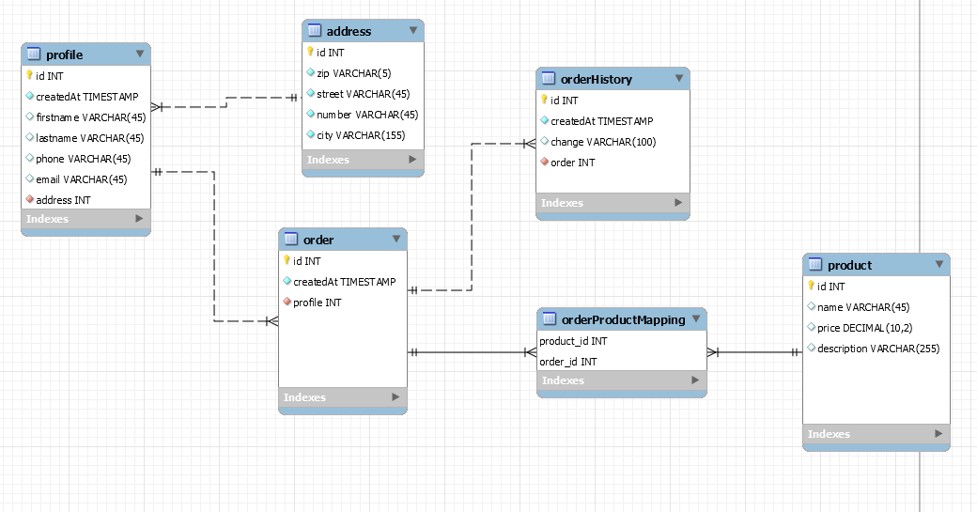 profile
id INT
createdAt TIMESTAMP
firstname VARCHAR(45)
lastname VARCHAR(45)
phone VARCHAR(45)
email VARCHAR(45)
address INT
Indexes
address
id INT
zip VARCHAR(5)
street VARCHAR(45)
number VARCHAR(45)
city VARCHAR(155)
Indexes
orderHistory
id INT
createdAt TIMESTAMP
change VARCHAR(100)
order INT
Indexes
order
id INT
createdAt TIMESTAMP
profile INT
Indexes
orderProductMapping
product_id INT
order_id INT
Indexes
product
id INT
name VARCHAR(45)
price DECIMAL(10,2)
description VARCHAR(255)
Indexes